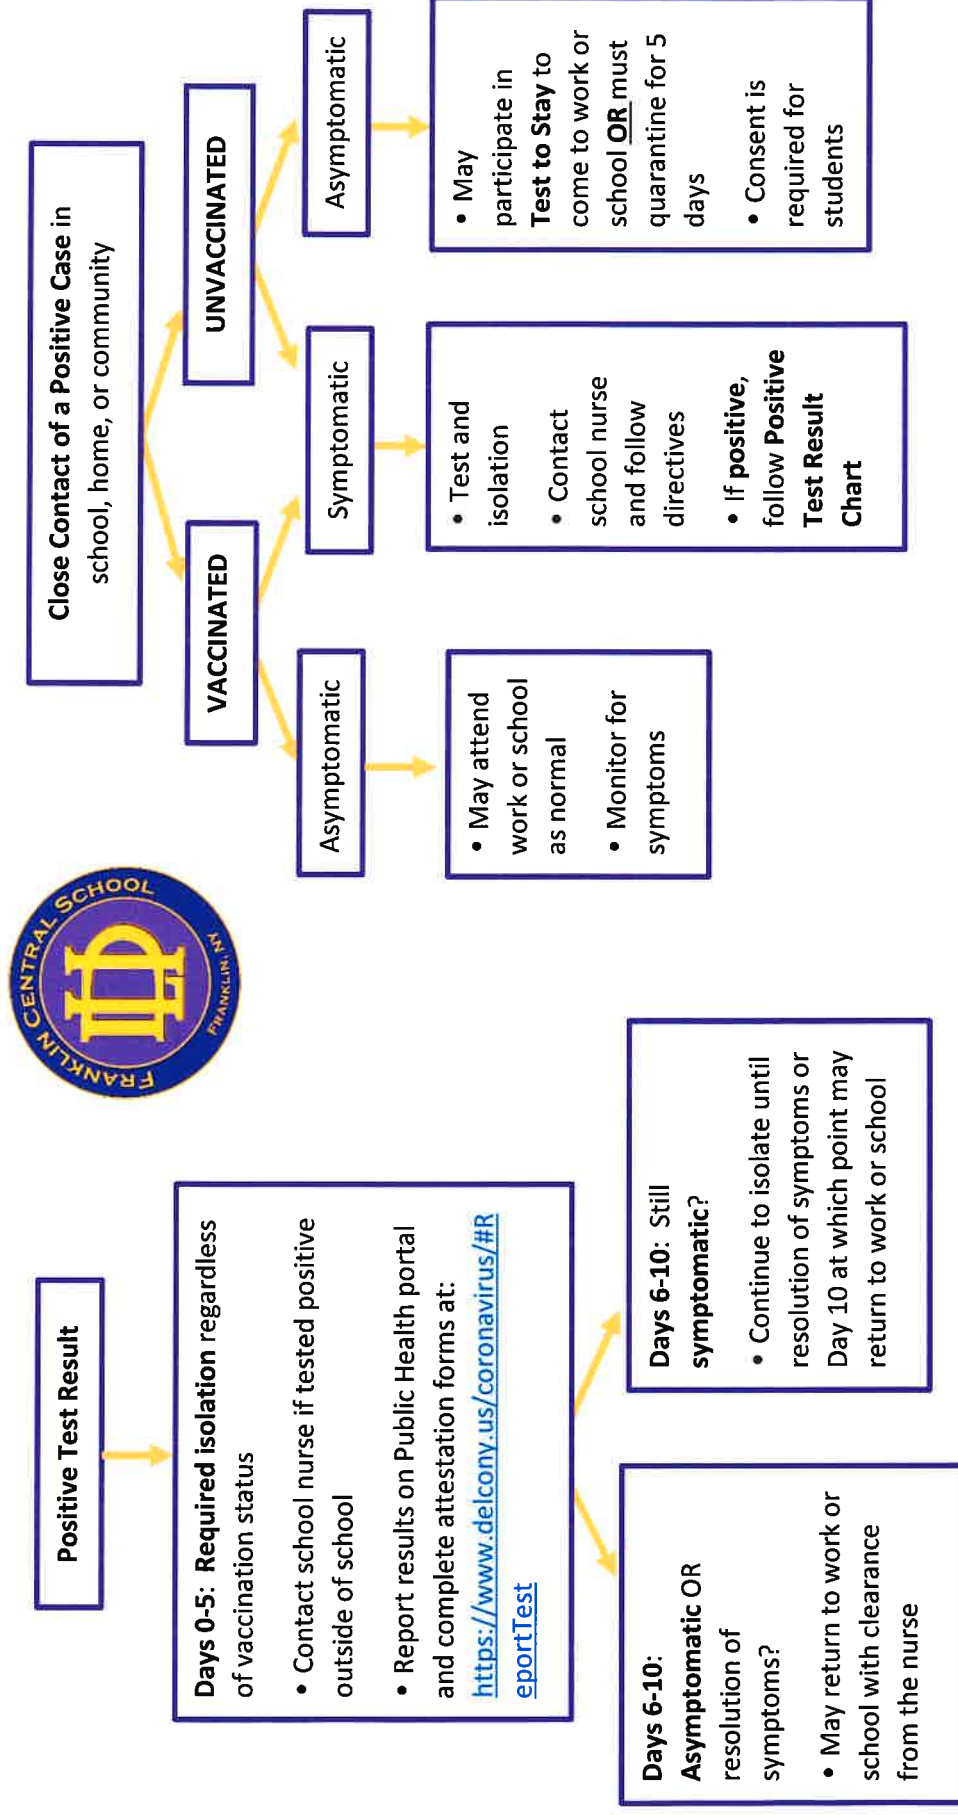 Positive Test Result
Days 0-5: Required isolation regardless
of vaccination status
• Contact school nurse if tested positive
outside of school
• Report results on Public Health portal
and complete attestation forms at:
https://www.delcony.us/coronavirus/#R
eportTest
Days 6-10:
Asymptomatic OR
resolution of
symptoms?
• May return to work or
school with clearance
from the nurse
Days 6-10: Still
symptomatic?
• Continue to isolate until
resolution of symptoms or
Day 10 at which point may
return to work or school
FRANKLIN CENTRAL SCHOOL
FRANKLIN, NY
Close Contact of a Positive Case in
school, home, or community
VACCINATED
UNVACCINATED
Asymptomatic
Symptomatic
Asymptomatic
• May attend
work or school
as normal
• Monitor for
symptoms
• Test and
isolation
• Contact
school nurse
and follow
directives
• If positive,
follow Positive
Test Result
Chart
• May
participate in
Test to Stay to
come to work or
school OR must
quarantine for 5
days
• Consent is
required for
students